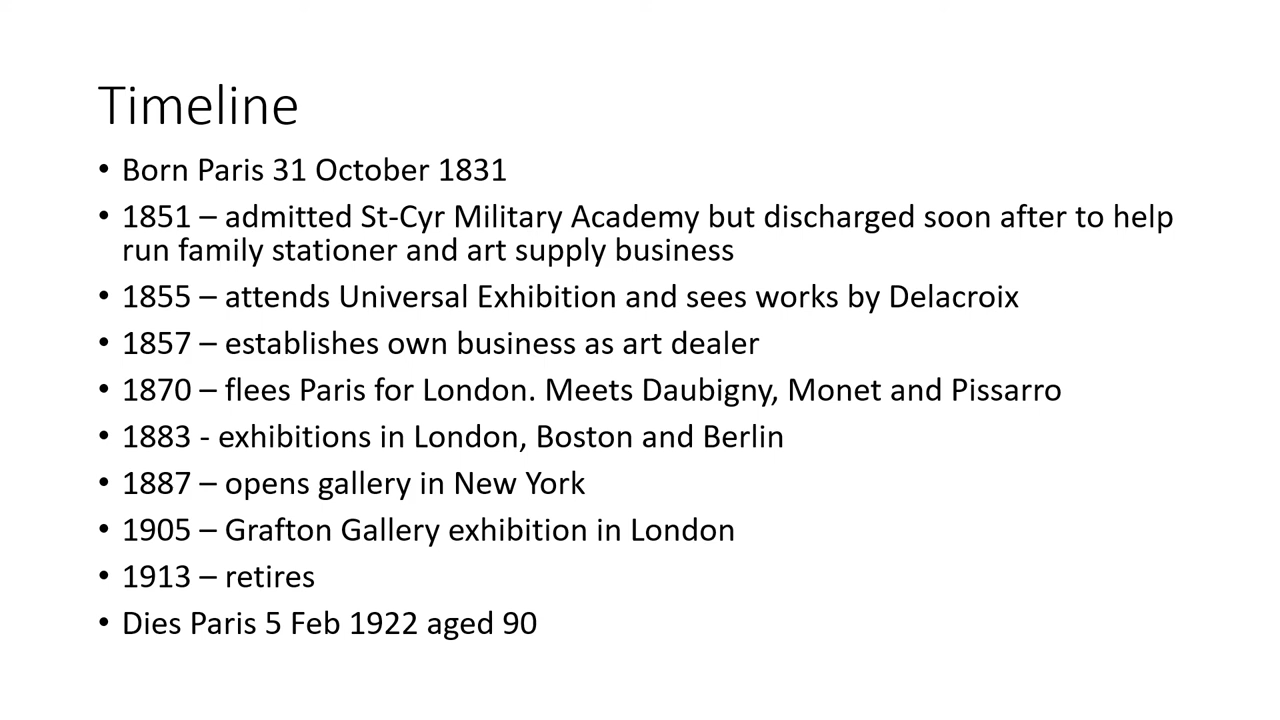 Timeline
• Born Paris 31 October 1831
• 1851 – admitted St-Cyr Military Academy but discharged soon after to help
run family stationer and art supply business
• 1855 – attends Universal Exhibition and sees works by Delacroix
• 1857 – establishes own business as art dealer
• 1870 – flees Paris for London. Meets Daubigny, Monet and Pissarro
• 1883 - exhibitions in London, Boston and Berlin
• 1887 – opens gallery in New York
• 1905 – Grafton Gallery exhibition in London
• 1913 – retires
• Dies Paris 5 Feb 1922 aged 90